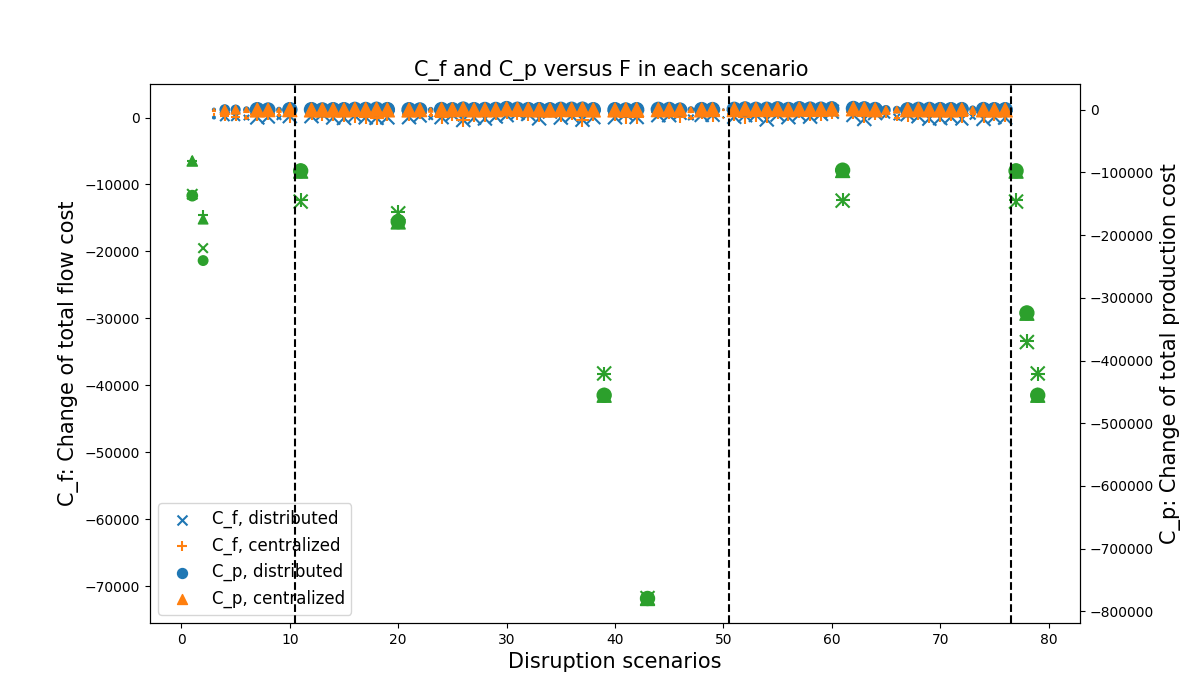 C_f and C_p versus F in each scenario
C_f: Change of total flow cost
0
−10000
−20000
−30000
−40000
−50000
−60000
−70000
C_f, distributed
C_f, centralized
C_p, distributed
C_p, centralized
0
−100000
−200000
−300000
−400000
−500000
−600000
−700000
−800000
C_p: Change of total production cost
0 10 20 30 40 50 60 70 80
Disruption scenarios